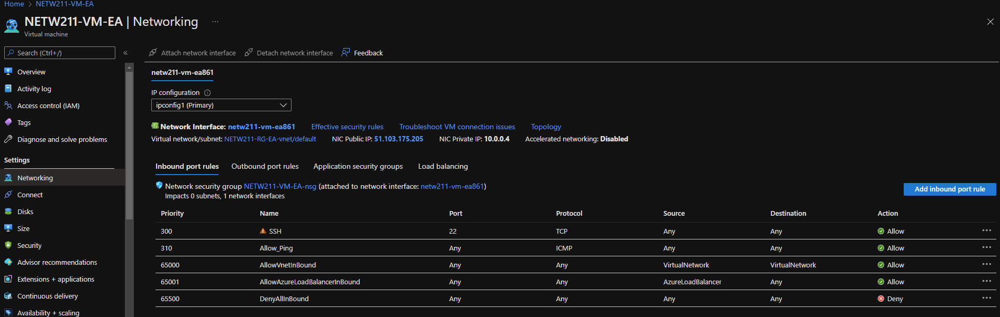 Home > NETW211-VM-EA
NETW211-VM-EA | Networking ...
Virtual machine
Search (Ctrl+/)
«
Overview
Activity log
Access control (IAM)
Tags
Diagnose and solve problems
Settings
Networking
Connect
Disks
Size
Security
Advisor recommendations
Extensions + applications
Continuous delivery
Availability + scaling
Attach network interface Detach network interface Feedback
netw211-vm-ea861
IP configuration
ipconfig1 (Primary)
Network Interface: netw211-vm-ea861 Effective security rules Troubleshoot VM connection issues Topology
Virtual network/subnet: NETW211-RG-EA-vnet/default NIC Public IP: 51.103.175.205 NIC Private IP: 10.0.0.4 Accelerated networking: Disabled
Inbound port rules Outbound port rules Application security groups Load balancing
Network security group NETW211-VM-EA-nsg (attached to network interface: netw211-vm-ea861)
Impacts 0 subnets, 1 network interfaces
Add inbound port rule
Priority Name Port Protocol Source Destination Action
300 SSH 22 TCP Any Any Allow ...
310 Allow_Ping Any ICMP Any Any Allow ...
65000 AllowVnetInBound Any Any VirtualNetwork VirtualNetwork Allow ...
65001 AllowAzureLoadBalancerInBound Any Any AzureLoadBalancer Any Allow ...
65500 DenyAllInBound Any Any Any Any Deny ...